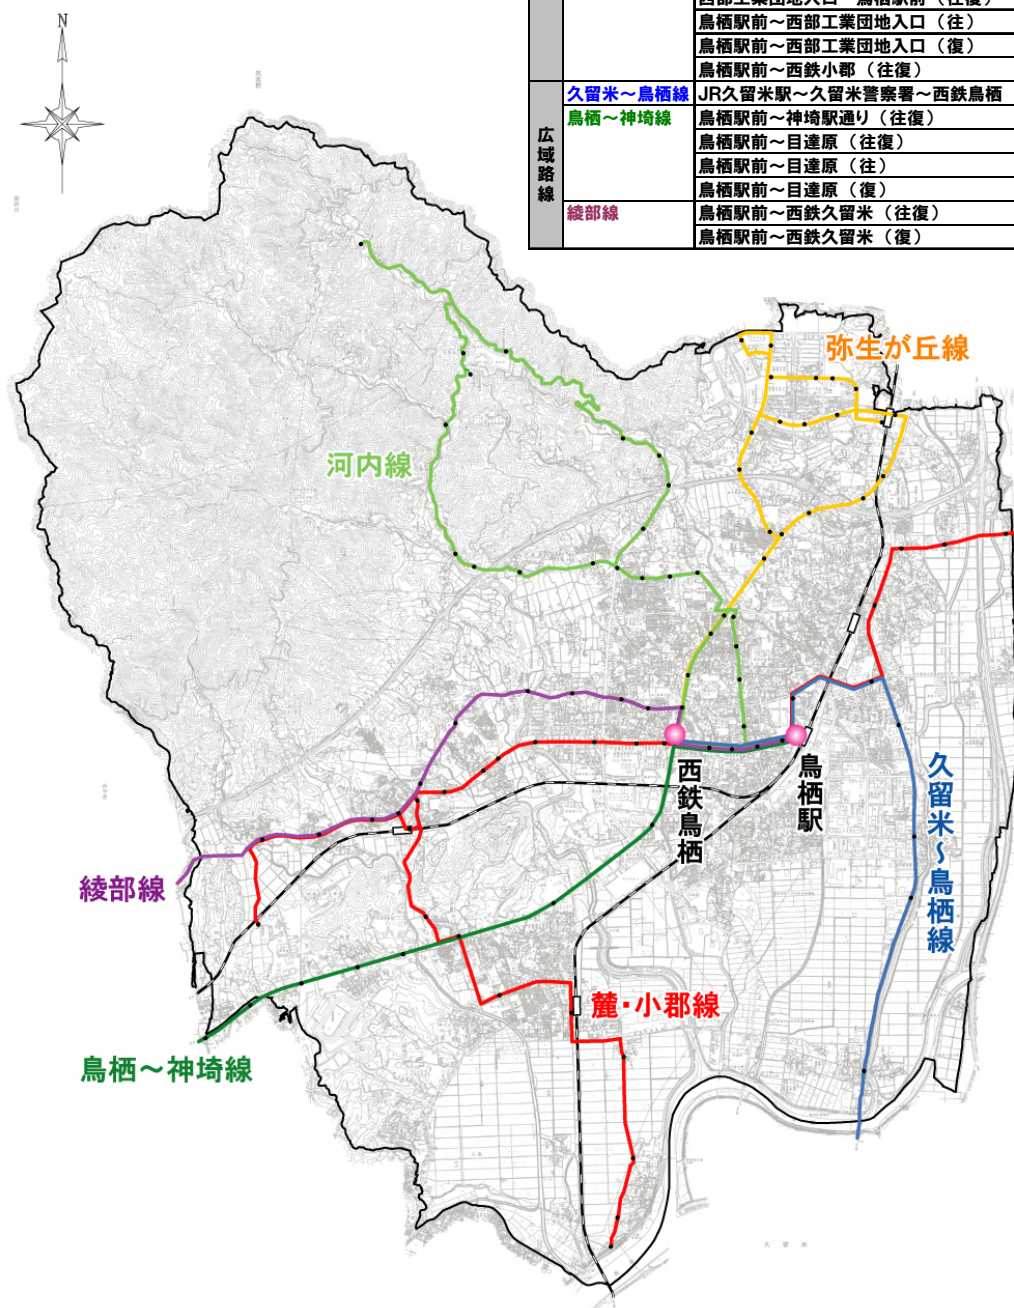 N
西部工業団地入口～鳥栖駅前（往復）
鳥栖駅前～西部工業団地入口（往）
鳥栖駅前～西部工業団地入口（復）
鳥栖駅前～西鉄小郡（往復）
広域路線
久留米～鳥栖線
JR久留米駅～久留米警察署～西鉄鳥栖
鳥栖～神埼線
鳥栖駅前～神埼駅通り（往復）
鳥栖駅前～目達原（往復）
鳥栖駅前～目達原（往）
鳥栖駅前～目達原（復）
綾部線
鳥栖駅前～西鉄久留米（往復）
鳥栖駅前～西鉄久留米（復）
弥生が丘線
河内線
西鉄鳥栖
鳥栖駅
久留米～鳥栖線
綾部線
麓・小郡線
鳥栖～神埼線
久留米